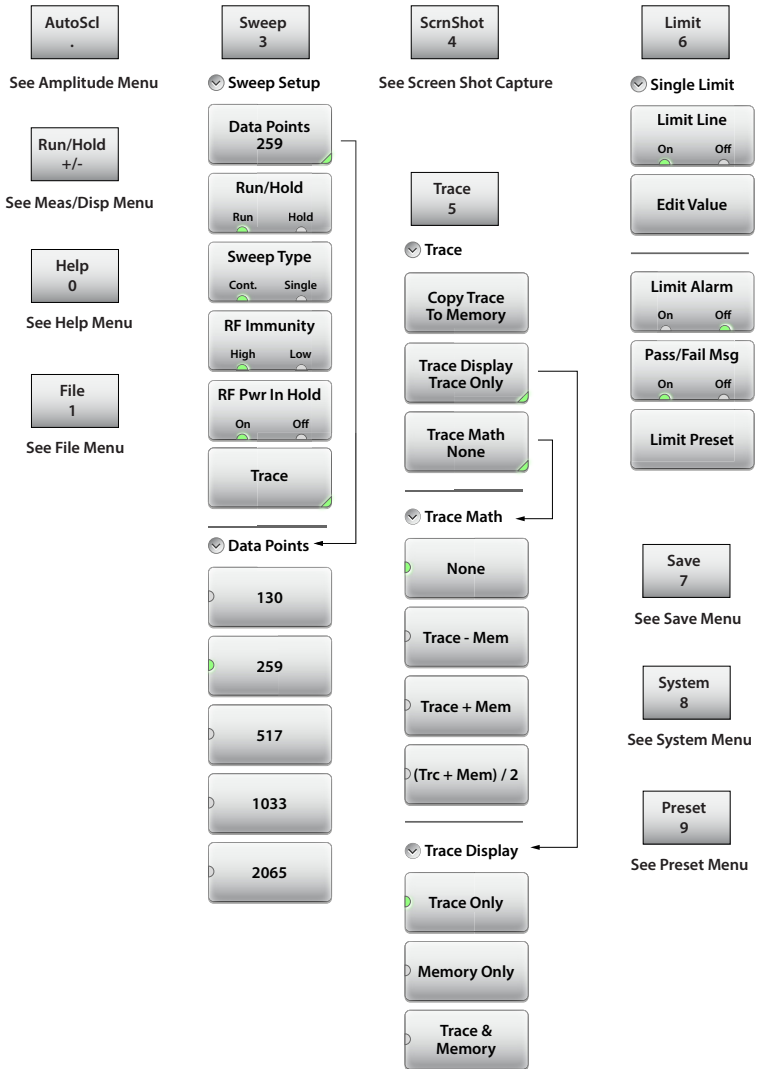 AutoScl
.
See Amplitude Menu
Run/Hold
+/-
See Meas/Disp Menu
Help
0
See Help Menu
File
1
See File Menu
Sweep
3
Sweep Setup
Data Points
259
Run/Hold
Run Hold
Sweep Type
Cont. Single
RF Immunity
High Low
RF Pwr In Hold
On Off
Trace
Data Points
130
259
517
1033
2065
ScrnShot
4
See Screen Shot Capture
Trace
5
Trace
Copy Trace
To Memory
Trace Display
Trace Only
Trace Math
None
Trace Math
None
Trace - Mem
Trace + Mem
(Trc + Mem) / 2
Trace Display
Trace Only
Memory Only
Trace &
Memory
Limit
6
Single Limit
Limit Line
On Off
Edit Value
Limit Alarm
On Off
Pass/Fail Msg
On Off
Limit Preset
Save
7
See Save Menu
System
8
See System Menu
Preset
9
See Preset Menu